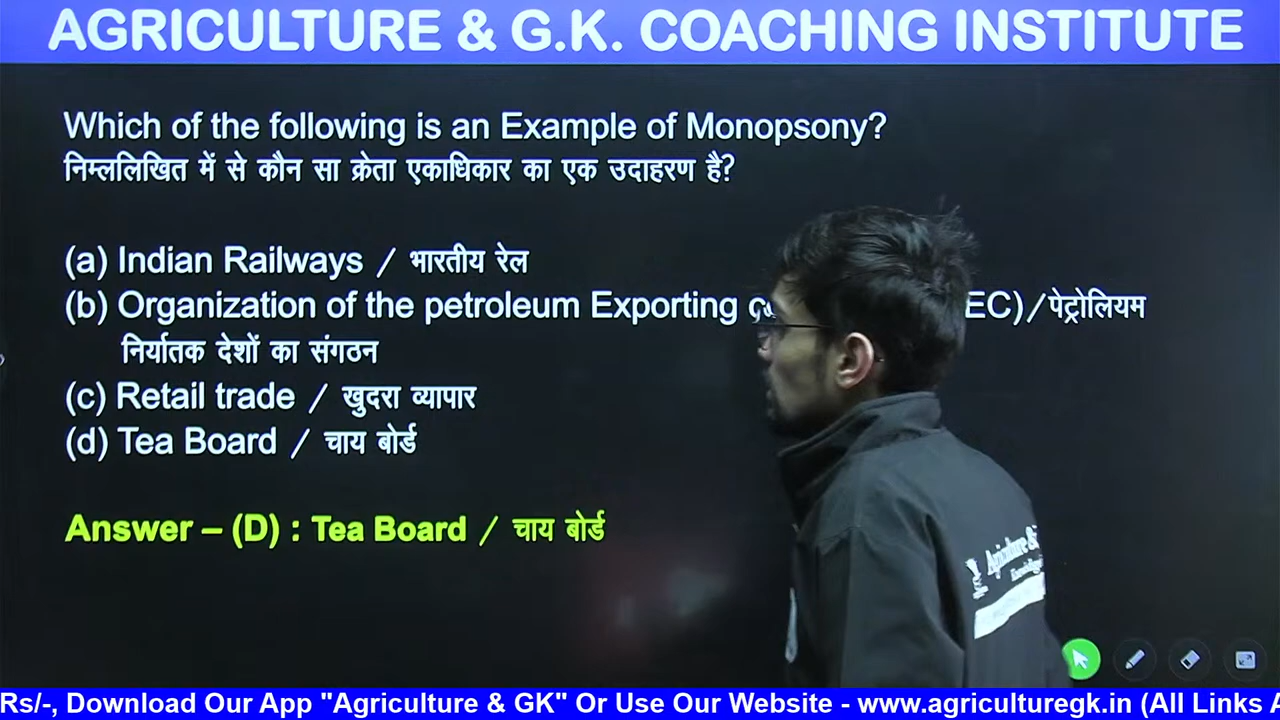 AGRICULTURE & G.K. COACHING INSTITUTE
Which of the following is an Example of Monopsony?
निम्ललिखित में से कौन सा क्रेता एकाधिकार का एक उदाहरण है?
(a) Indian Railways / भारतीय रेल
(b) Organization of the petroleum Exporting EC)/पेट्रोलियम
निर्यातक देशों का संगठन
(c) Retail trade / खुदरा व्यापार
(d) Tea Board / चाय बोर्ड
Answer – (D) : Tea Board / चाय बोर्ड
Agriculture &
Rs/-, Download Our App "Agriculture & GK" Or Use Our Website - www.agriculturegk.in (All Links A